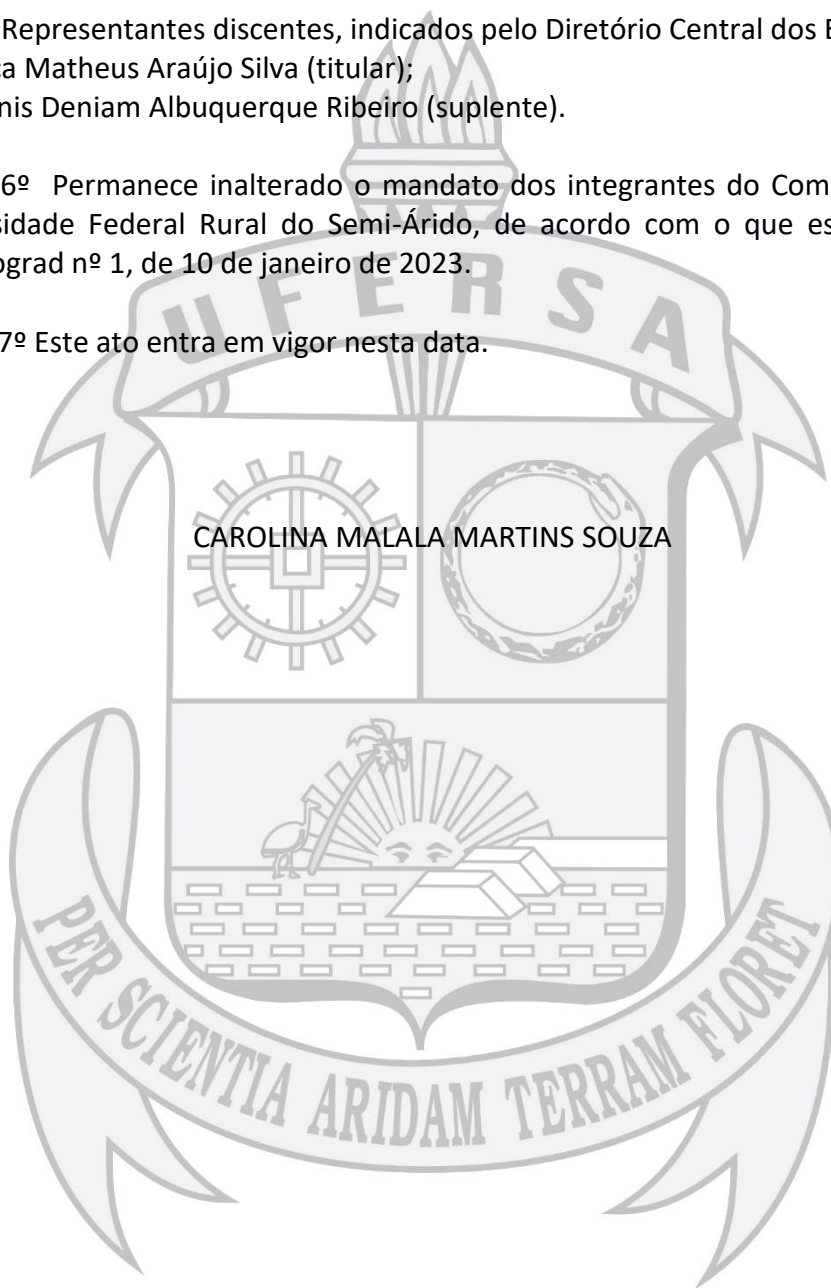 Representantes discentes, indicados pelo Diretório Central dos E
a Matheus Araújo Silva (titular);
nis Deniam Albuquerque Ribeiro (suplente).
6º Permanece inalterado o mandato dos integrantes do Com
sidade Federal Rural do Semi-Árido, de acordo com o que es
ograd nº 1, de 10 de janeiro de 2023.
7º Este ato entra em vigor nesta data.
UFERSA
CAROLINA MALALA MARTINS SOUZA
PER SCIENTIA ARIDAM TERRAM FLORET